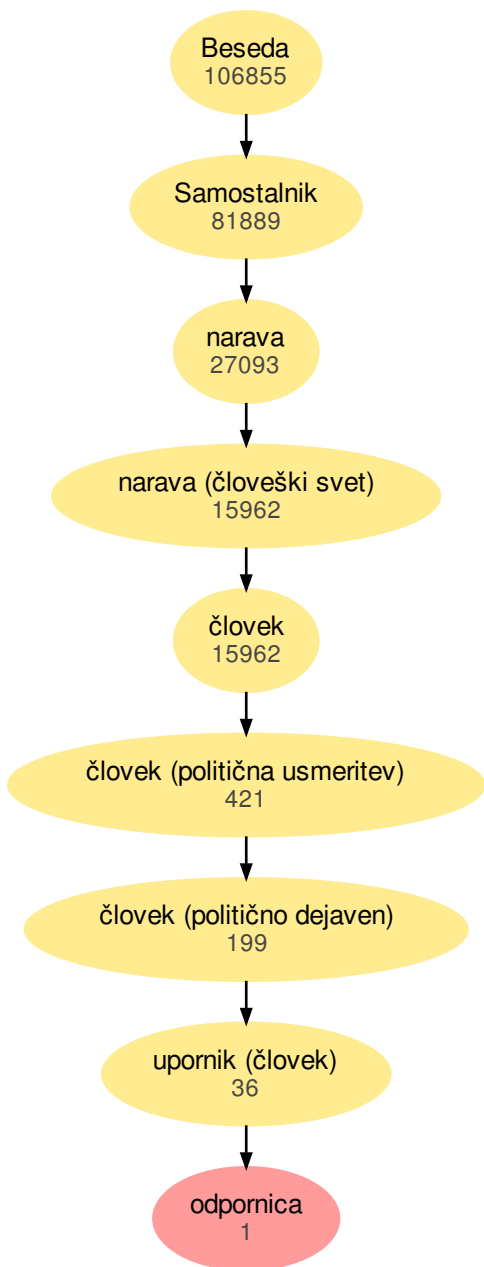 Beseda
106855
Samostalnik
81889
narava
27093
narava (človeški svet)
15962
človek
15962
človek (politična usmeritev)
421
človek (politično dejaven)
199
upornik (človek)
36
odpornica
1